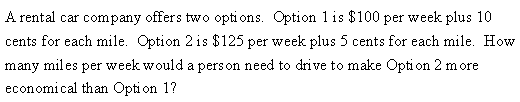 A rental car company offers two options. Option 1 is $100 per week plus 10
cents for each mile. Option 2 is $125 per week plus 5 cents for each mile. How
many miles per week would a person need to drive to make Option 2 more
economical than Option 1?